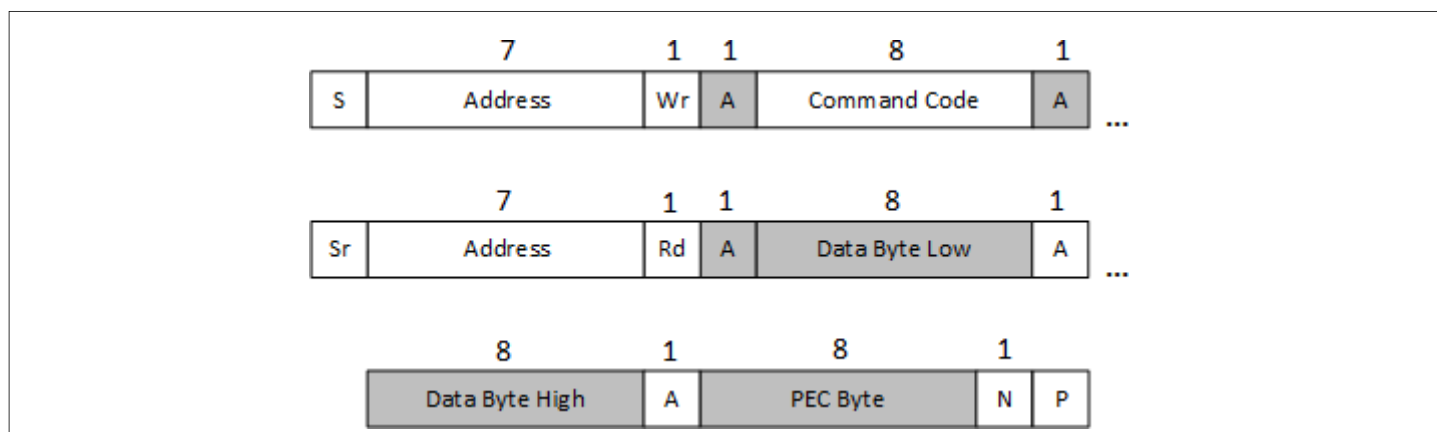 7 1 1 8 1
S Address Wr A Command Code A ...
7 1 1 8 1
Sr Address Rd A Data Byte Low A ...
8 1 8 1
Data Byte High A PEC Byte N P